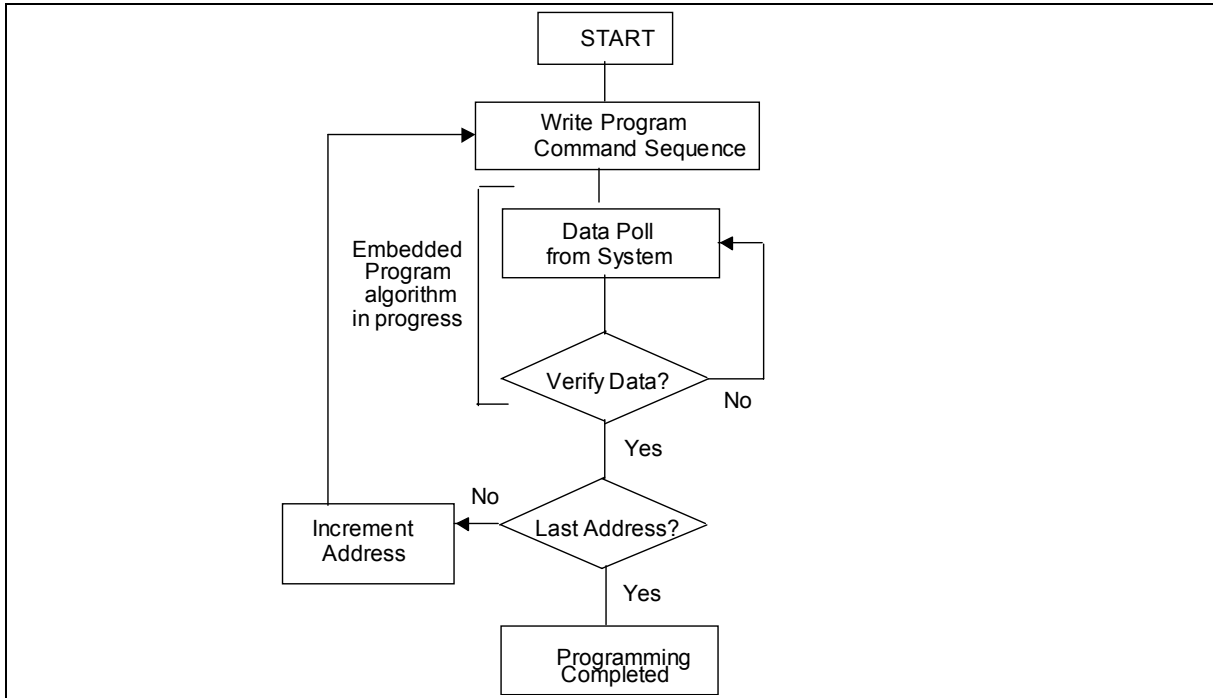 START
Write Program
Command Sequence
Data Poll
from System
Embedded
Program
algorithm
in progress
Verify Data?
No
Yes
No
Last Address?
Increment
Address
Yes
Programming
Completed